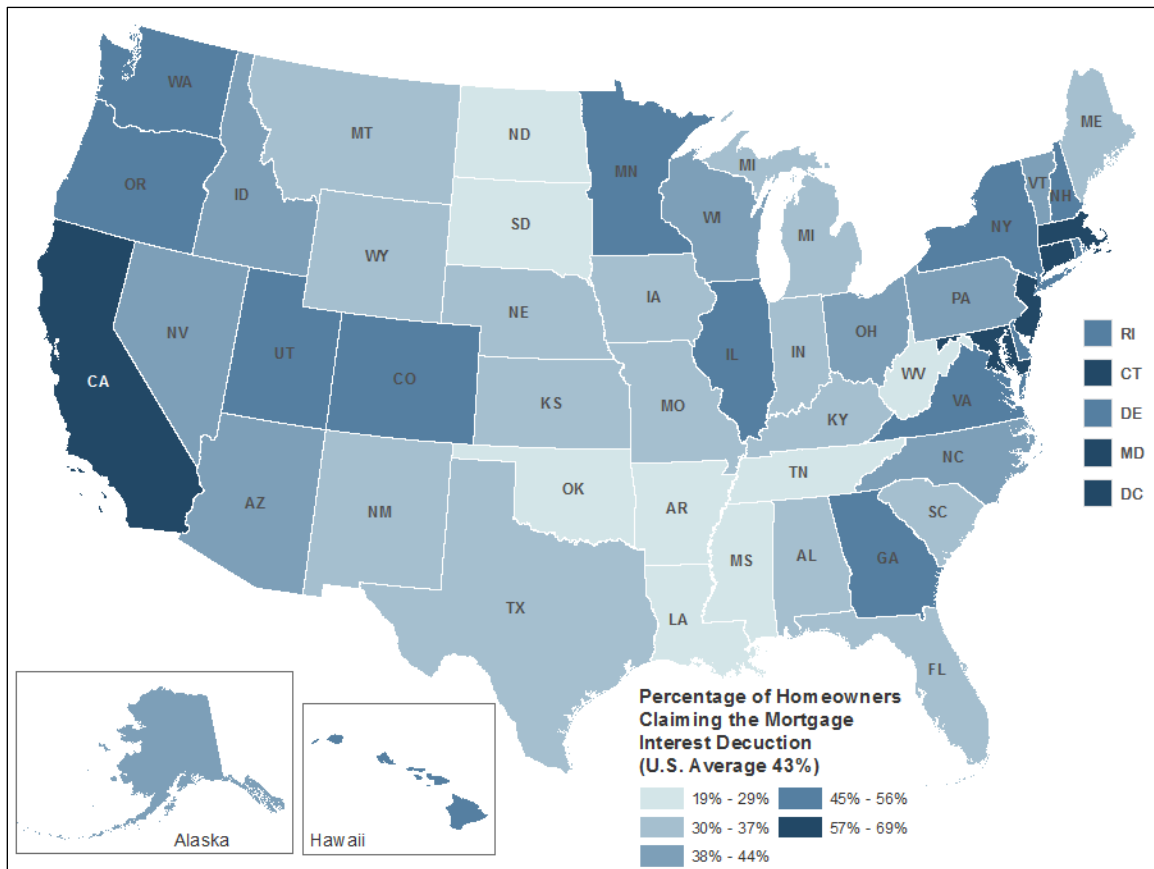 WA
MT
ND
MN
ME
OR
ID
SD
WI
MI
MI
VT
NH
NY
WY
IA
PA
NE
NV
UT
CO
IL
IN
OH
WV
VA
CA
KS
MO
KY
NC
AZ
NM
OK
AR
TN
SC
MS
AL
GA
TX
LA
FL
RI
CT
DE
MD
DC
Alaska
Hawaii
Percentage of Homeowners
Claiming the Mortgage
Interest Decuction
(U.S. Average 43%)
19% - 29%
45% - 56%
30% - 37%
57% - 69%
38% - 44%